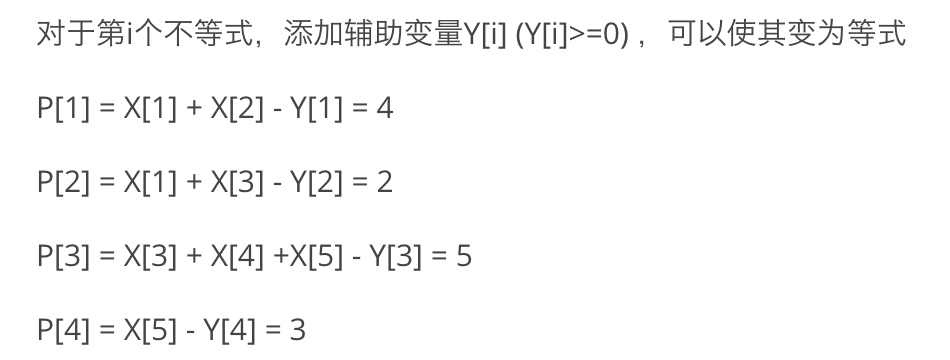 对于第i个不等式，添加辅助变量Y[i] (Y[i]>=0) ，可以使其变为等式
P[1] = X[1] + X[2] - Y[1] = 4
P[2] = X[1] + X[3] - Y[2] = 2
P[3] = X[3] + X[4] +X[5] - Y[3] = 5
P[4] = X[5] - Y[4] = 3